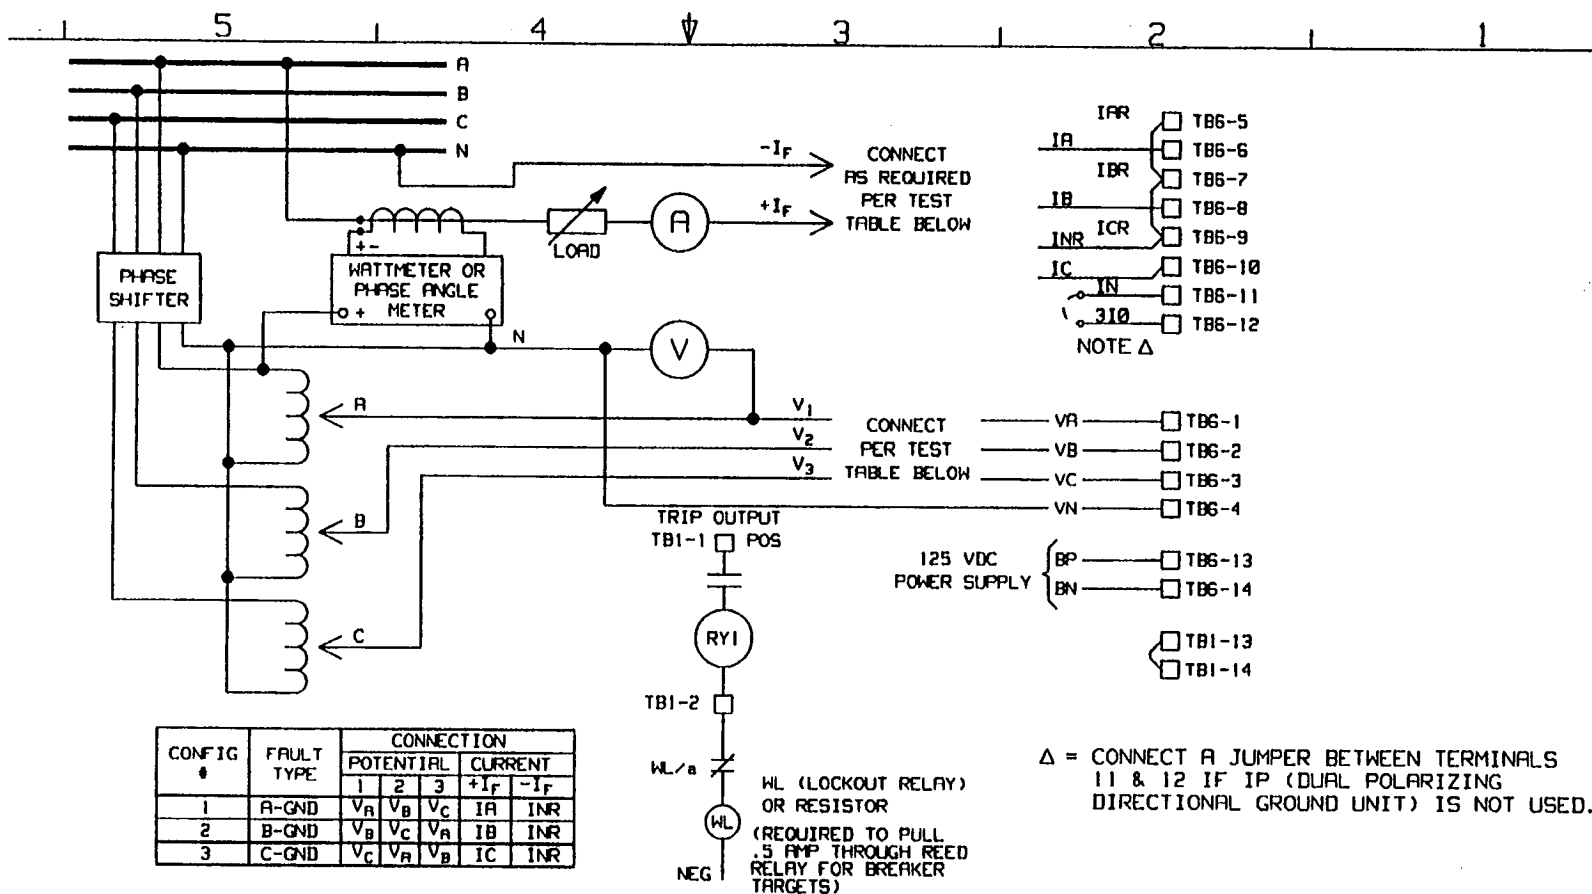 5 4 3 2 1
A
B
C
N
-IF
+IF
CONNECT
AS REQUIRED
PER TEST
TABLE BELOW
LOAD
A
PHASE
SHIFTER
+-
WATTMETER OR
PHASE ANGLE
METER
+
N
V
IAR TB6-5
IA TB6-6
IBR TB6-7
IB TB6-8
INR ICR TB6-9
IC TB6-10
IN TB6-11
3I0 TB6-12
NOTE Δ
A
B
C
V1
V2
V3
CONNECT
PER TEST
TABLE BELOW
VA TB6-1
VB TB6-2
VC TB6-3
VN TB6-4
125 VDC
POWER SUPPLY
BP TB6-13
BN TB6-14
TB1-13
TB1-14
TRIP OUTPUT
TB1-1 POS
RY1
TB1-2
WL/a
WL
NEG
WL (LOCKOUT RELAY)
OR RESISTOR
(REQUIRED TO PULL
.5 AMP THROUGH REED
RELAY FOR BREAKER
TARGETS)
Δ = CONNECT A JUMPER BETWEEN TERMINALS
11 & 12 IF IP (DUAL POLARIZING
DIRECTIONAL GROUND UNIT) IS NOT USED.
CONFIG # FAULT TYPE CONNECTION
POTENTIAL CURRENT
1 2 3 +IF -IF
1 A-GND VA VB VC IA INR
2 B-GND VB VC VA IB INR
3 C-GND VC VA VB IC INR